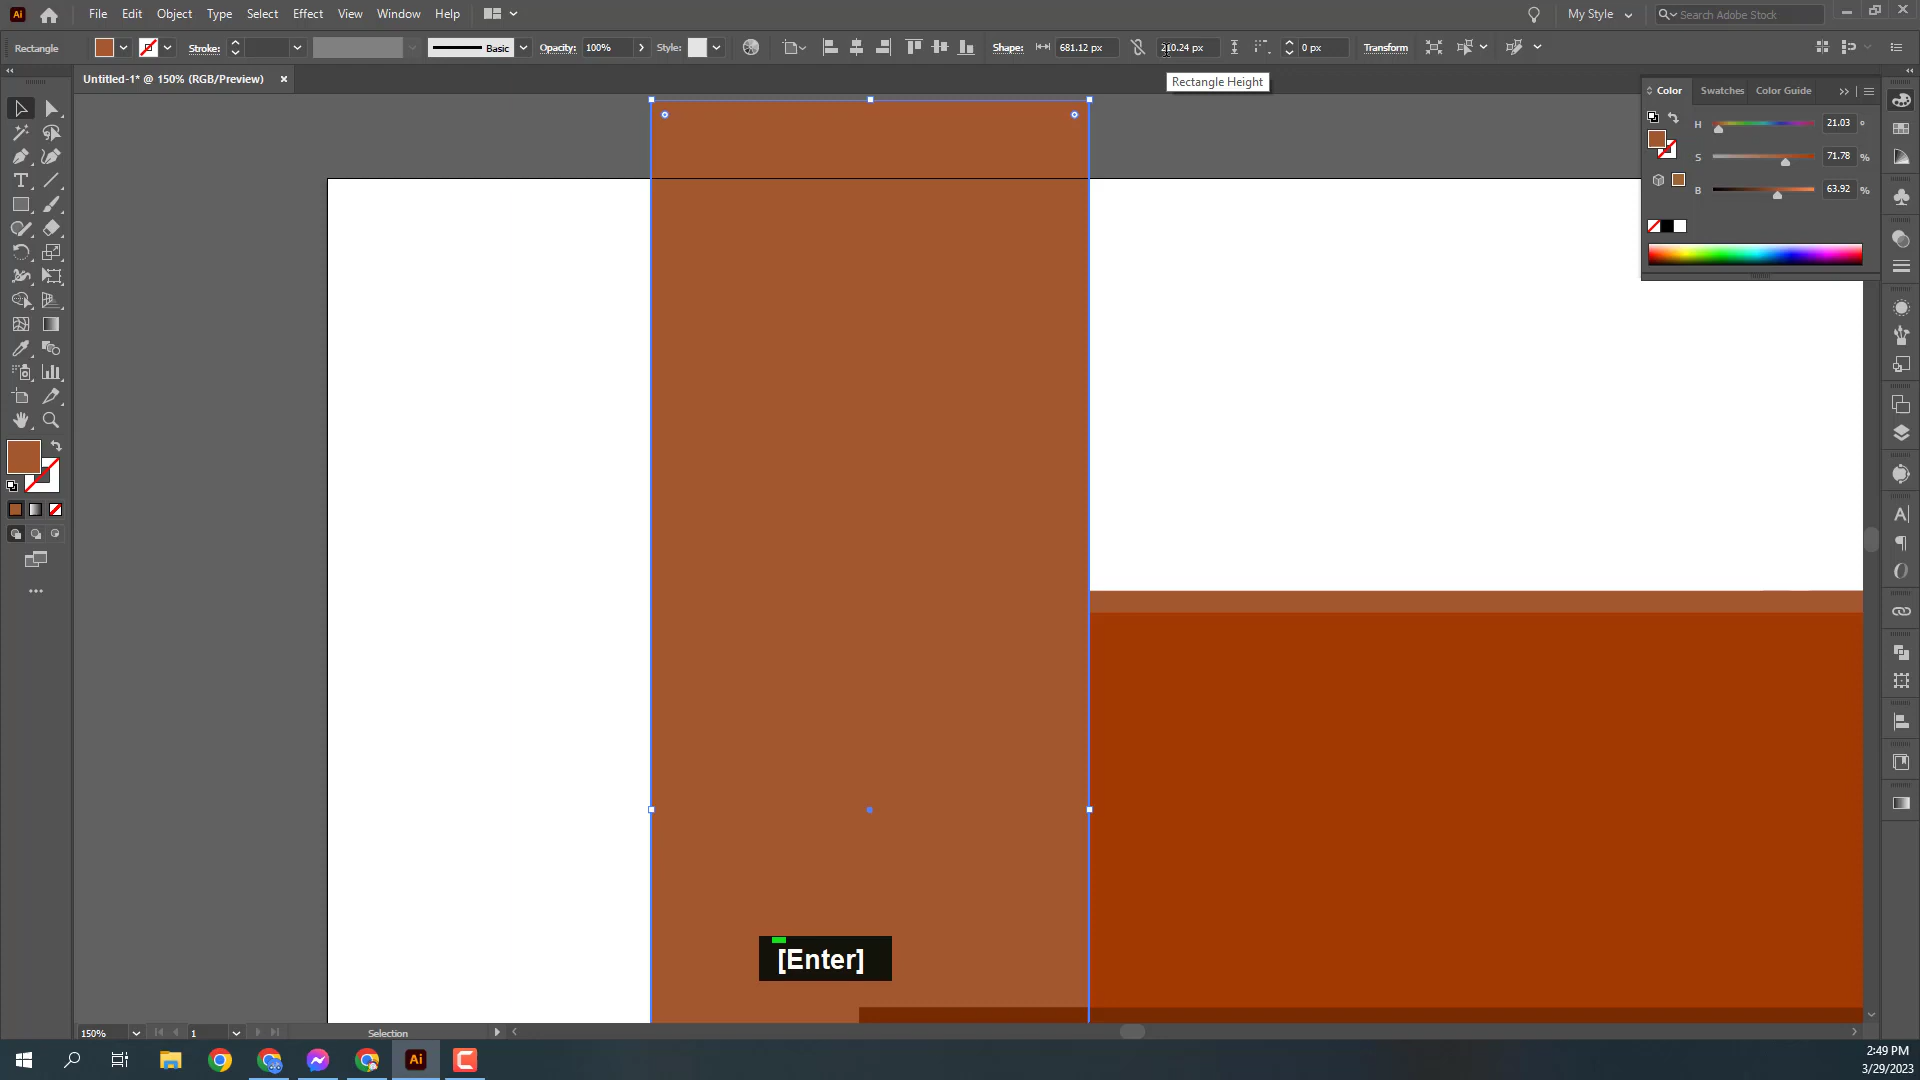 Ai File Edit Object Type Select Effect View Window Help My Style Search Adobe Stock
Rectangle Stroke: Basic Opacity: 100% Style: Shape: 681.12 px 210.24 px 0 px Transform
Untitled-1* @ 150% (RGB/Preview)
Rectangle Height
Color Swatches Color Guide
H 21.03 °
S 71.78 %
B 63.92 %
[Enter]
150% 1 Selection
Ai
2:49 PM
3/29/2023